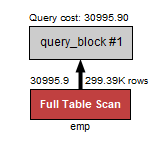 Query cost: 30995.90
query_block #1
30995.9 299.39K rows
Full Table Scan
emp